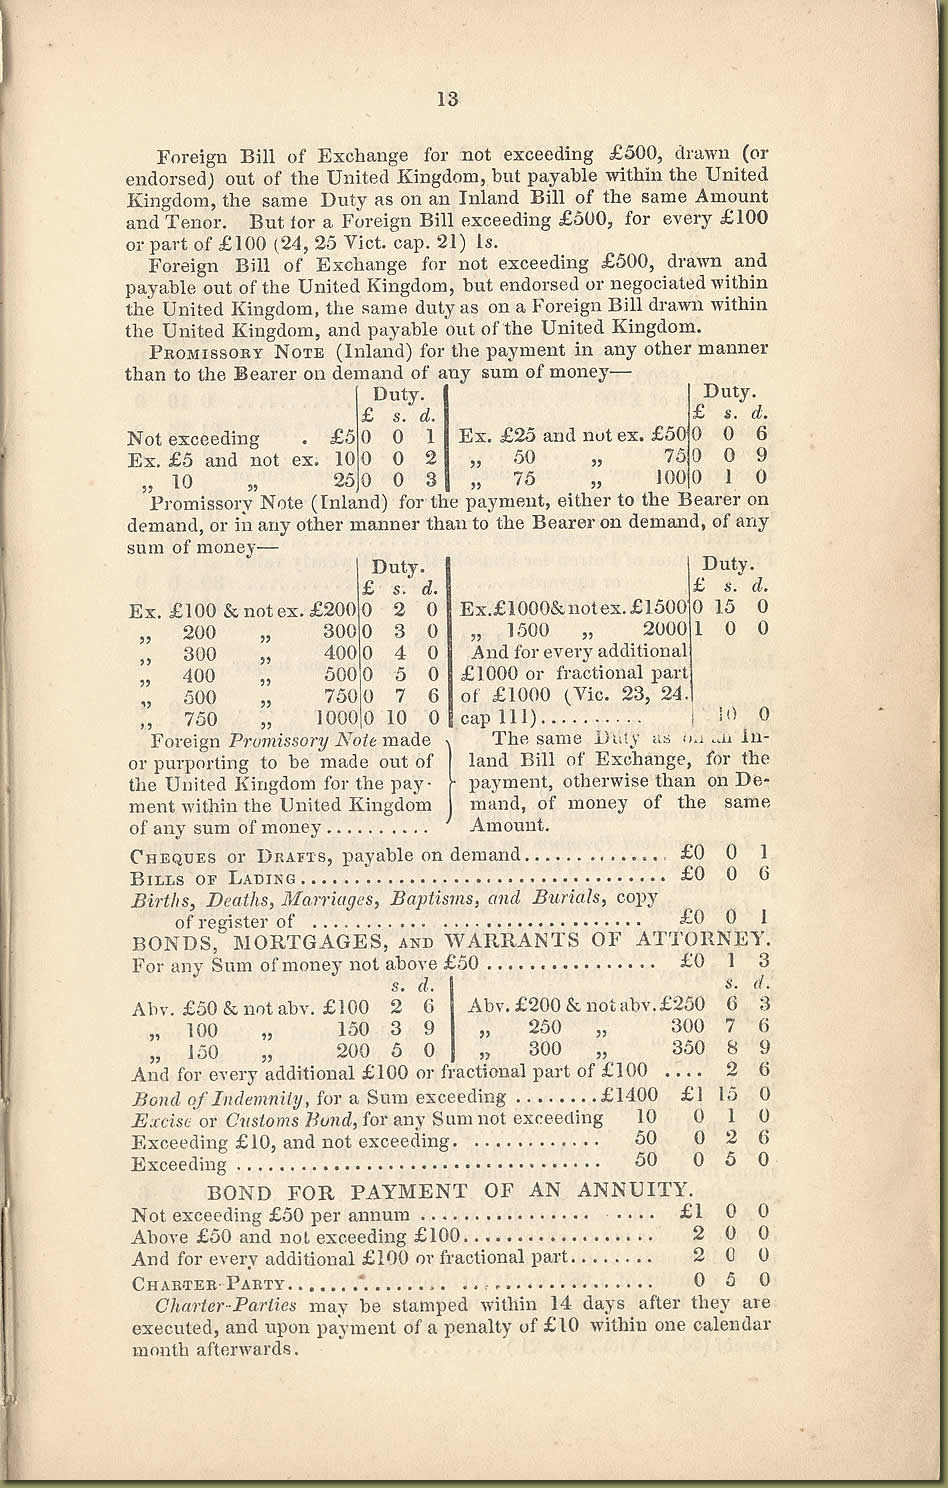 13
Foreign Bill of Exchange for not exceeding £500, drawn (or
endorsed) out of the United Kingdom, but payable within the United
Kingdom, the same Duty as on an Inland Bill of the same Amount
and Tenor. But for a Foreign Bill exceeding £500, for every £100
or part of £100 (24, 25 Vict. cap. 21) 1s.
Foreign Bill of Exchange for not exceeding £500, drawn and
payable out of the United Kingdom, but endorsed or negociated within
the United Kingdom, the same duty as on a Foreign Bill drawn within
the United Kingdom, and payable out of the United Kingdom.
PROMISSORY NOTE (Inland) for the payment in any other manner
than to the Bearer on demand of any sum of money—
Duty. Duty.
£ s. d. £ s. d.
Not exceeding . £5 0 0 1 Ex. £25 and not ex. £50 0 0 6
Ex. £5 and not ex. 10 0 0 2 „ 50 „ 75 0 0 9
„ 10 „ 25 0 0 3 „ 75 „ 100 0 1 0
Promissory Note (Inland) for the payment, either to the Bearer on
demand, or in any other manner than to the Bearer on demand, of any
sum of money—
Duty. Duty.
£ s. d. £ s. d.
Ex. £100 & not ex. £200 0 2 0 Ex. £1000 & not ex. £1500 0 15 0
„ 200 „ 300 0 3 0 „ 1500 „ 2000 1 0 0
„ 300 „ 400 0 4 0 And for every additional
„ 400 „ 500 0 5 0 £1000 or fractional part
„ 500 „ 750 0 7 6 of £1000 (Vic. 23, 24.
„ 750 „ 1000 0 10 0 cap 111).......... 10 0
Foreign Promissory Note made
or purporting to be made out of
the United Kingdom for the pay-
ment within the United Kingdom
of any sum of money..........
The same Duty as on an In-
land Bill of Exchange, for the
payment, otherwise than on De-
mand, of money of the same
Amount.
CHEQUES or DRAFTS, payable on demand.............. £0 0 1
BILLS OF LADING.................................. £0 0 6
Births, Deaths, Marriages, Baptisms, and Burials, copy
of register of .............................. £0 0 1
BONDS, MORTGAGES, AND WARRANTS OF ATTORNEY.
For any Sum of money not above £50 ................ £0 1 3
s. d. s. d.
Abv. £50 & not abv. £100 2 6 Abv. £200 & not abv. £250 6 3
„ 100 „ 150 3 9 „ 250 „ 300 7 6
„ 150 „ 200 5 0 „ 300 „ 350 8 9
And for every additional £100 or fractional part of £100 .... 2 6
Bond of Indemnity, for a Sum exceeding ........£1400 £1 15 0
Excise or Customs Bond, for any Sum not exceeding 10 0 1 0
Exceeding £10, and not exceeding. ............ 50 0 2 6
Exceeding .................................. 50 0 5 0
BOND FOR PAYMENT OF AN ANNUITY.
Not exceeding £50 per annum .................... £1 0 0
Above £50 and not exceeding £100.................. 2 0 0
And for every additional £100 or fractional part........ 2 0 0
CHARTER-PARTY.................................. 0 5 0
Charter-Parties may be stamped within 14 days after they are
executed, and upon payment of a penalty of £10 within one calendar
month afterwards.